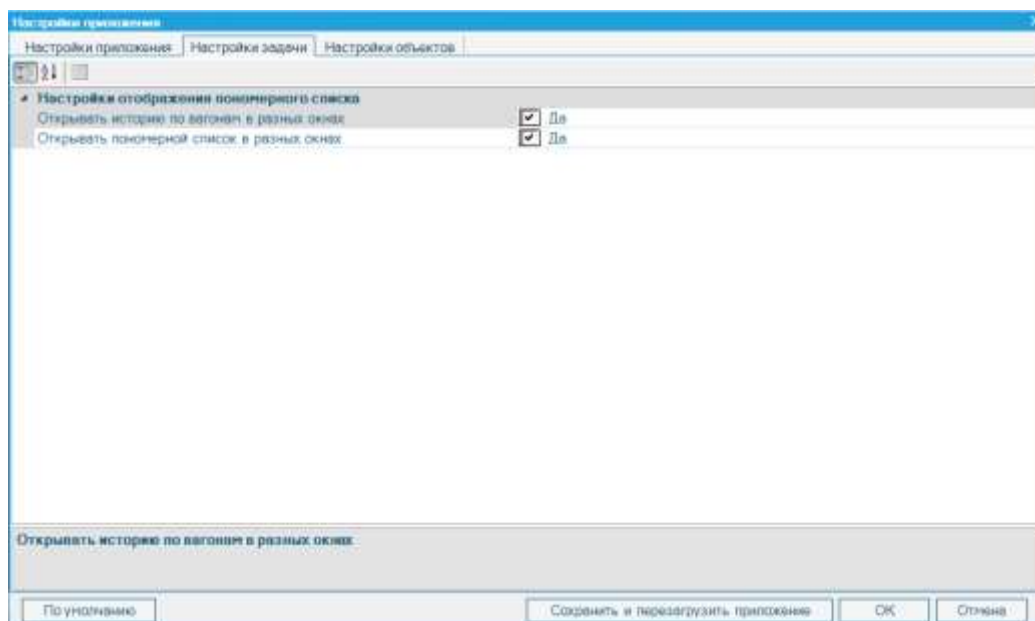 Настройки приложения
Настройки приложения Настройки задачи Настройки объектов
Настройки отображения пономерного списка
Открывать историю по вагонам в разных окнах Да
Открывать пономерной список в разных окнах Да
Открывать историю по вагонам в разных окнах
По умолчанию Сохранить и перезагрузить приложение ОК Отмена